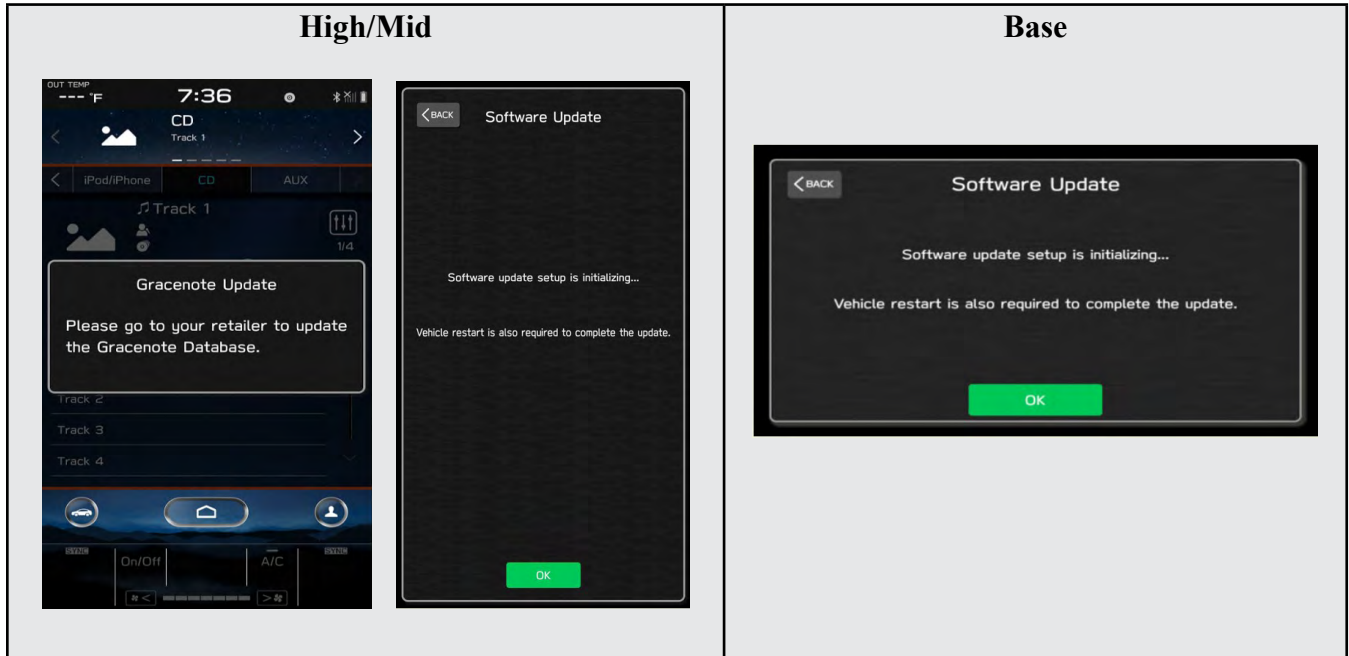 High/Mid
Base
OUT TEMP
--- °F
7:36
CD
Track 1
iPod/iPhone
CD
AUX
Track 1
1/4
Gracenote Update
Please go to your retailer to update
the Gracenote Database.
Track 2
Track 3
Track 4
SYNC
On/Off
A/C
SYNC
BACK
Software Update
Software update setup is initializing...
Vehicle restart is also required to complete the update.
OK
BACK
Software Update
Software update setup is initializing...
Vehicle restart is also required to complete the update.
OK